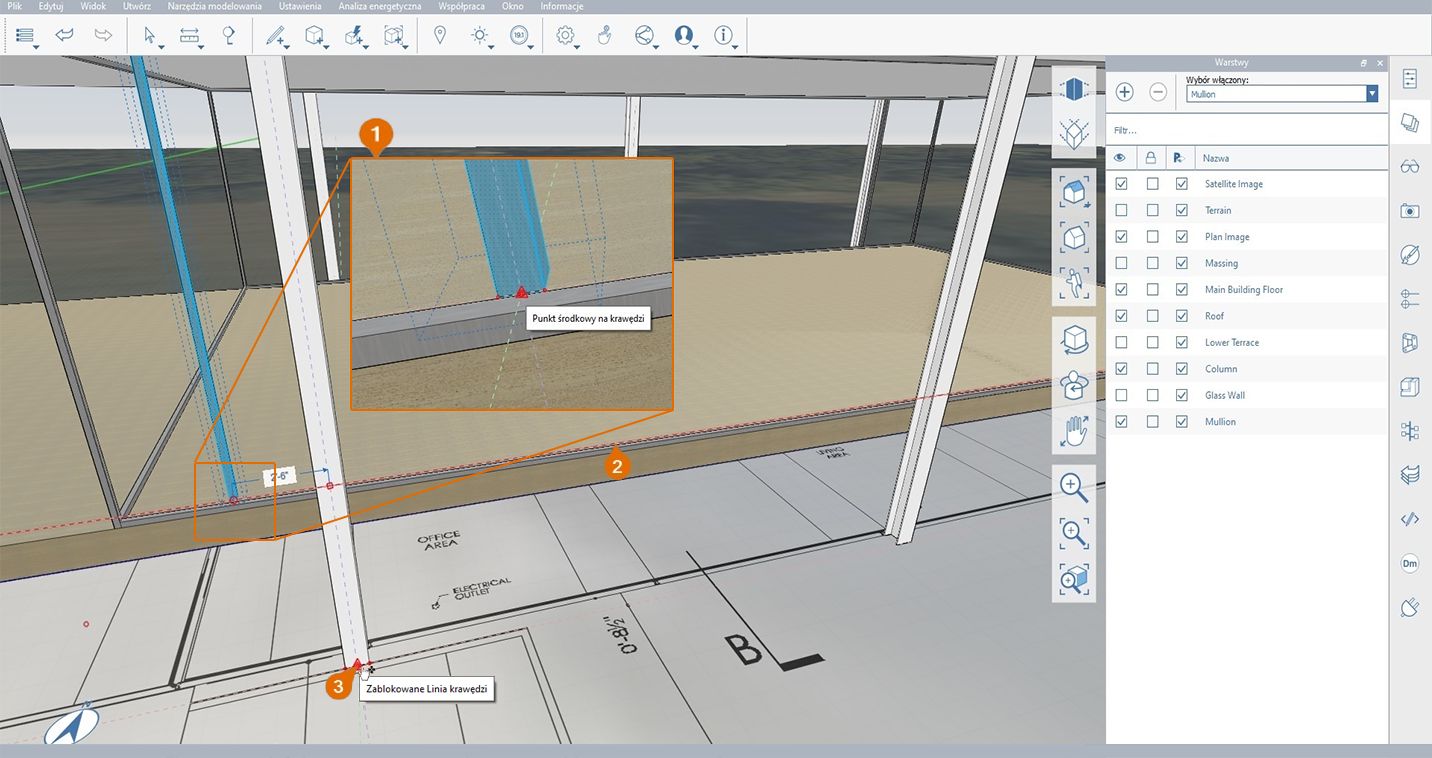 Plik Edytuj Widok Utwórz Narzędzia modelowania Ustawienia Analiza energetyczna Współpraca Okno Informacje
191
Warstwy
Wybór włączony:
Mullion
Filtr...
Nazwa
Satellite Image
Terrain
Plan Image
Massing
Main Building Floor
Roof
Lower Terrace
Column
Glass Wall
Mullion
Dm
1
Punkt środkowy na krawędzi
2
2'-6"
LIVING
AREA
OFFICE
AREA
ELECTRICAL
OUTLET
0'-8½"
B
3
Zablokowane Linia krawędzi